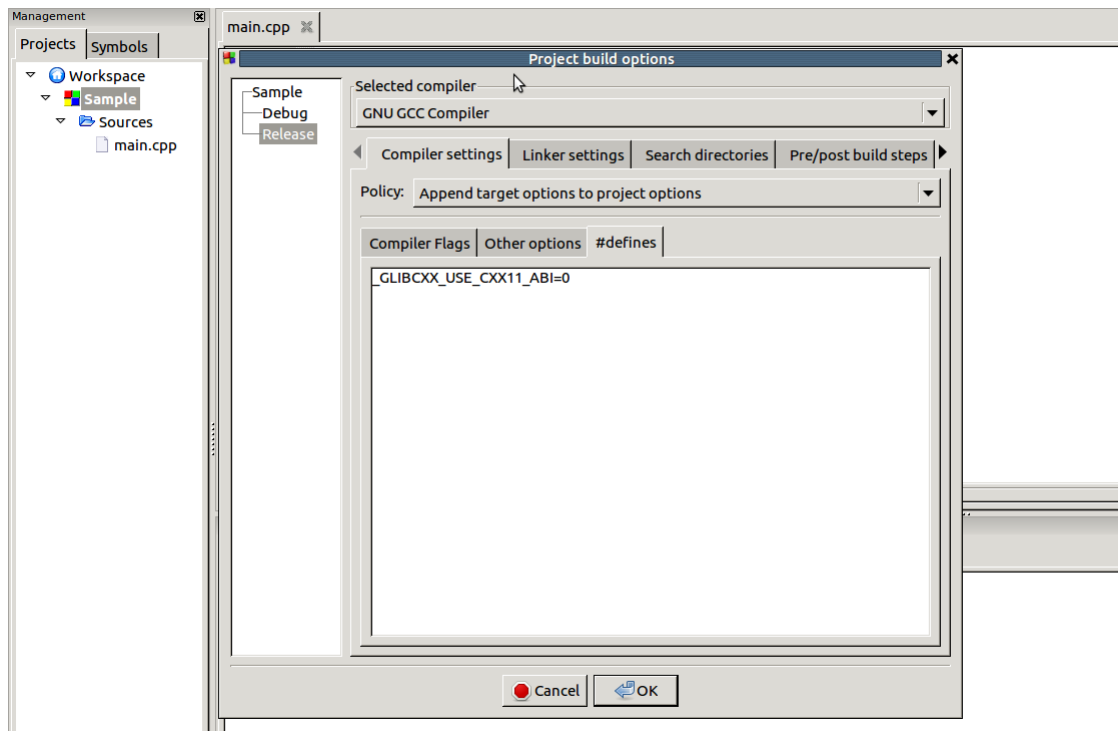 Management
Projects
Symbols
Workspace
Sample
Sources
main.cpp
main.cpp
Project build options
Sample
Debug
Release
Selected compiler
GNU GCC Compiler
Compiler settings
Linker settings
Search directories
Pre/post build steps
Policy:
Append target options to project options
Compiler Flags
Other options
#defines
_GLIBCXX_USE_CXX11_ABI=0
Cancel
OK